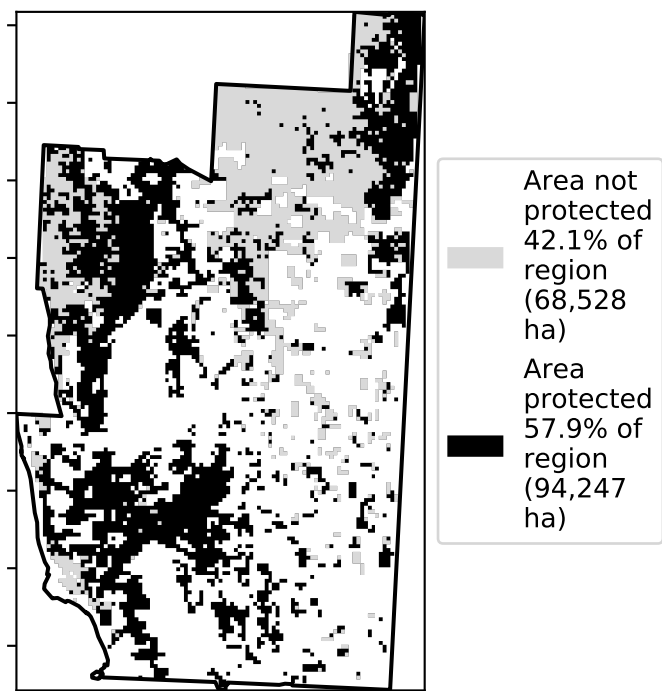 Area not
protected
42.1% of
region
(68,528
ha)
Area
protected
57.9% of
region
(94,247
ha)